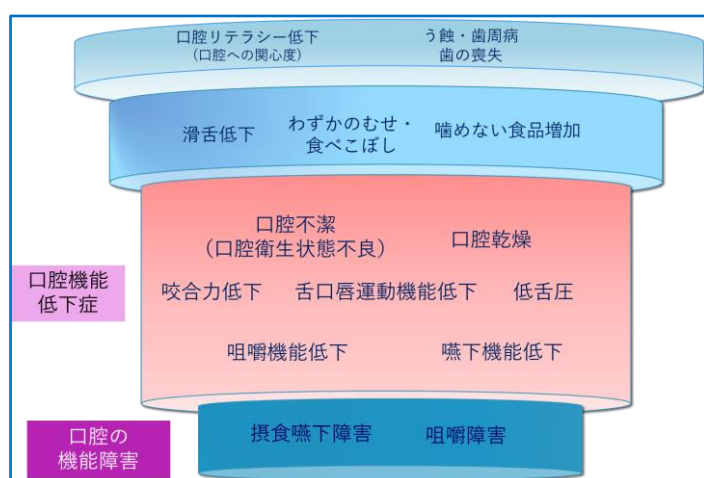 口腔リテラシー低下
(口腔への関心度)
う蝕・歯周病
歯の喪失
滑舌低下
わずかのむせ・
食べこぼし
噛めない食品増加
口腔機能
低下症
口腔不潔
(口腔衛生状態不良)
口腔乾燥
咬合力低下
舌口唇運動機能低下
低舌圧
咀嚼機能低下
嚥下機能低下
口腔の
機能障害
摂食嚥下障害
咀嚼障害